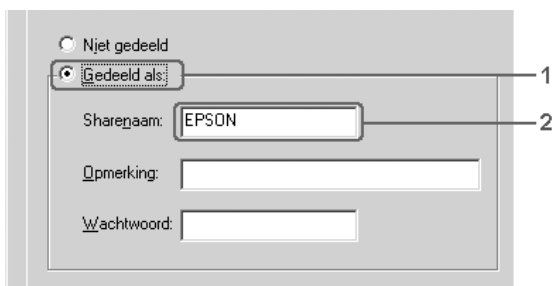 Niet gedeeld
Gedeeld als:
1
Sharenaam: EPSON
2
Opmerking:
Wachtwoord: